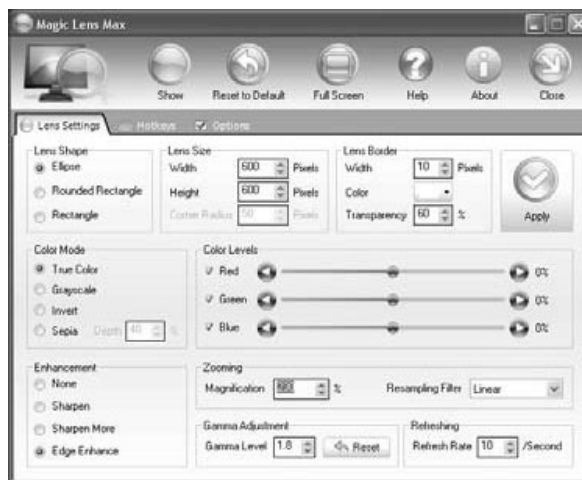 Magic Lens Max
Show Reset to Default Full Screen Help About Close
Lens Settings Hotkeys Options
Lens Shape
Ellipse
Rounded Rectangle
Rectangle
Lens Size
Width 600 Pixels
Height 600 Pixels
Corner Radius 50 Pixels
Lens Border
Width 10 Pixels
Color
Transparency 60 %
Apply
Color Mode
True Color
Grayscale
Invert
Sepia Depth 40 %
Color Levels
Red 0%
Green 0%
Blue 0%
Enhancement
None
Sharpen
Sharpen More
Edge Enhance
Zooming
Magnification %
Resampling Filter Linear
Gamma Adjustment
Gamma Level 1.8 Reset
Refreshing
Refresh Rate 10 /Second